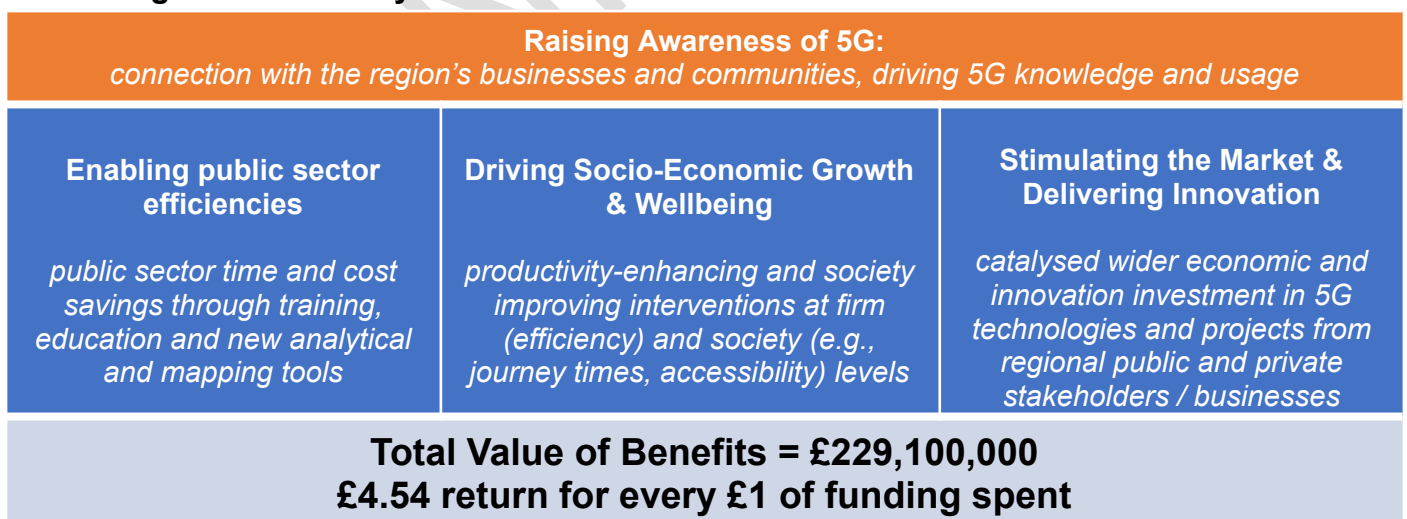 Raising Awareness of 5G:
connection with the region's businesses and communities, driving 5G knowledge and usage
Enabling public sector
efficiencies
public sector time and cost
savings through training,
education and new analytical
and mapping tools
Driving Socio-Economic Growth
& Wellbeing
productivity-enhancing and society
improving interventions at firm
(efficiency) and society (e.g.,
journey times, accessibility) levels
Stimulating the Market &
Delivering Innovation
catalysed wider economic and
innovation investment in 5G
technologies and projects from
regional public and private
stakeholders / businesses
Total Value of Benefits = £229,100,000
£4.54 return for every £1 of funding spent